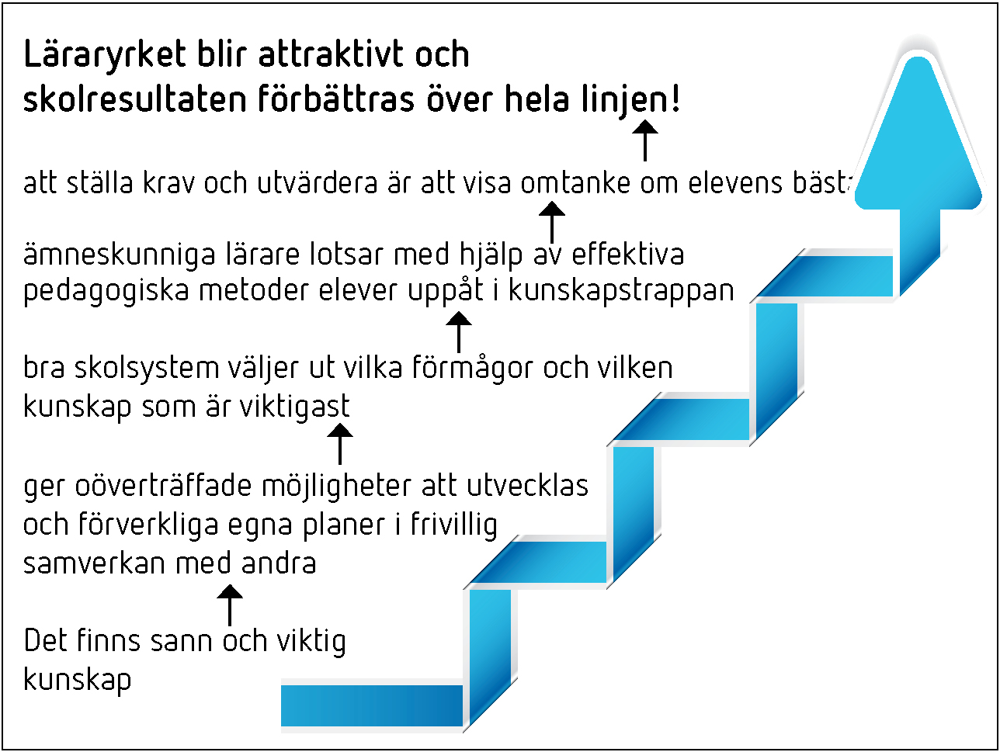 Läraryrket blir attraktivt och
skolresultaten förbättras över hela linjen!
att ställa krav och utvärdera är att visa omtanke om elevens bästa
ämneskunniga lärare lotsar med hjälp av effektiva
pedagogiska metoder elever uppåt i kunskapstrappan
bra skolsystem väljer ut vilka förmågor och vilken
kunskap som är viktigast
ger oöverträffade möjligheter att utvecklas
och förverkliga egna planer i frivillig
samverkan med andra
Det finns sann och viktig
kunskap